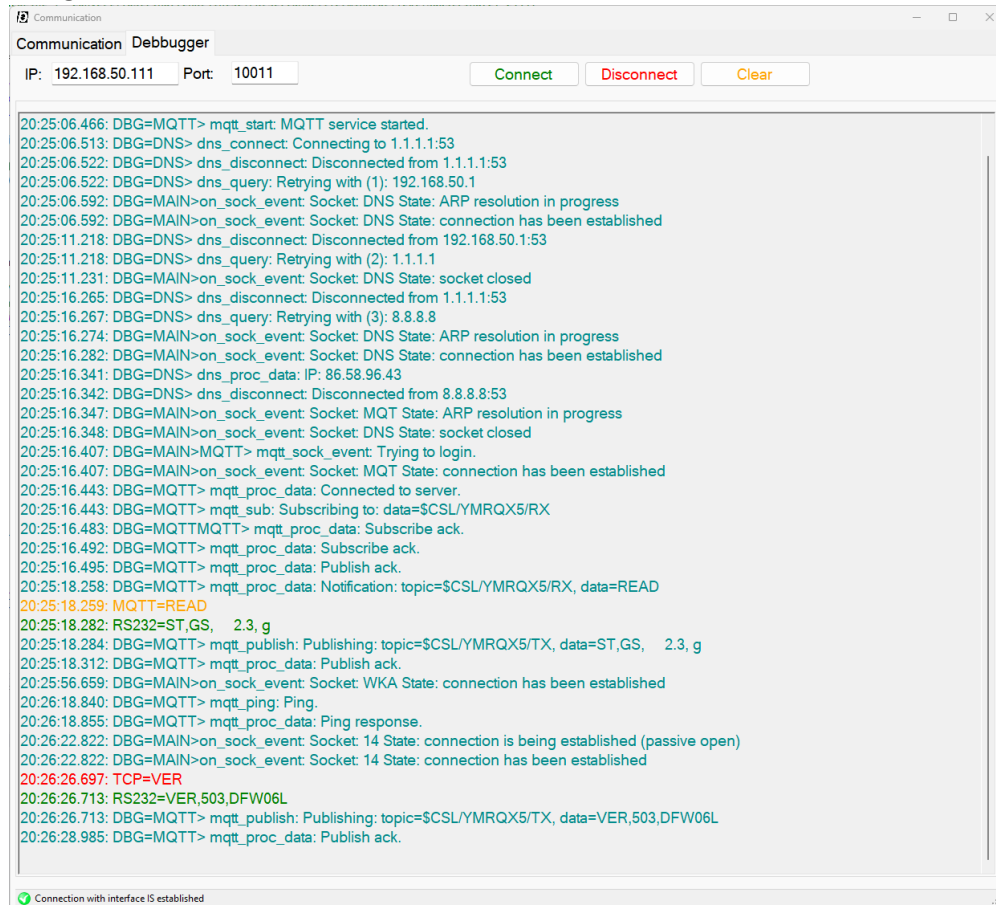 Communication
Communication Debbugger
IP: 192.168.50.111 Port: 10011 Connect Disconnect Clear
20:25:06.466: DBG=MQTT> mqtt_start: MQTT service started.
20:25:06.513: DBG=DNS> dns_connect: Connecting to 1.1.1.1:53
20:25:06.522: DBG=DNS> dns_disconnect: Disconnected from 1.1.1.1:53
20:25:06.522: DBG=DNS> dns_query: Retrying with (1): 192.168.50.1
20:25:06.592: DBG=MAIN>on_sock_event: Socket: DNS State: ARP resolution in progress
20:25:06.592: DBG=MAIN>on_sock_event: Socket: DNS State: connection has been established
20:25:11.218: DBG=DNS> dns_disconnect: Disconnected from 192.168.50.1:53
20:25:11.218: DBG=DNS> dns_query: Retrying with (2): 1.1.1.1
20:25:11.231: DBG=MAIN>on_sock_event: Socket: DNS State: socket closed
20:25:16.265: DBG=DNS> dns_disconnect: Disconnected from 1.1.1.1:53
20:25:16.267: DBG=DNS> dns_query: Retrying with (3): 8.8.8.8
20:25:16.274: DBG=MAIN>on_sock_event: Socket: DNS State: ARP resolution in progress
20:25:16.282: DBG=MAIN>on_sock_event: Socket: DNS State: connection has been established
20:25:16.341: DBG=DNS> dns_proc_data: IP: 86.58.96.43
20:25:16.342: DBG=DNS> dns_disconnect: Disconnected from 8.8.8.8:53
20:25:16.347: DBG=MAIN>on_sock_event: Socket: MQT State: ARP resolution in progress
20:25:16.348: DBG=MAIN>on_sock_event: Socket: DNS State: socket closed
20:25:16.407: DBG=MAIN>MQTT> mqtt_sock_event: Trying to login.
20:25:16.407: DBG=MAIN>on_sock_event: Socket: MQT State: connection has been established
20:25:16.443: DBG=MQTT> mqtt_proc_data: Connected to server.
20:25:16.443: DBG=MQTT> mqtt_sub: Subscribing to: data=$CSL/YMRQX5/RX
20:25:16.483: DBG=MQTTMQTT> mqtt_proc_data: Subscribe ack.
20:25:16.492: DBG=MQTT> mqtt_proc_data: Subscribe ack.
20:25:16.495: DBG=MQTT> mqtt_proc_data: Publish ack.
20:25:18.258: DBG=MQTT> mqtt_proc_data: Notification: topic=$CSL/YMRQX5/RX, data=READ
20:25:18.259: MQTT=READ
20:25:18.282: RS232=ST,GS,    2.3, g
20:25:18.284: DBG=MQTT> mqtt_publish: Publishing: topic=$CSL/YMRQX5/TX, data=ST,GS,    2.3, g
20:25:18.312: DBG=MQTT> mqtt_proc_data: Publish ack.
20:25:56.659: DBG=MAIN>on_sock_event: Socket: WKA State: connection has been established
20:26:18.840: DBG=MQTT> mqtt_ping: Ping.
20:26:18.855: DBG=MQTT> mqtt_proc_data: Ping response.
20:26:22.822: DBG=MAIN>on_sock_event: Socket: 14 State: connection is being established (passive open)
20:26:22.822: DBG=MAIN>on_sock_event: Socket: 14 State: connection has been established
20:26:26.697: TCP=VER
20:26:26.713: RS232=VER,503,DFW06L
20:26:26.713: DBG=MQTT> mqtt_publish: Publishing: topic=$CSL/YMRQX5/TX, data=VER,503,DFW06L
20:26:28.985: DBG=MQTT> mqtt_proc_data: Publish ack.
Connection with interface IS established